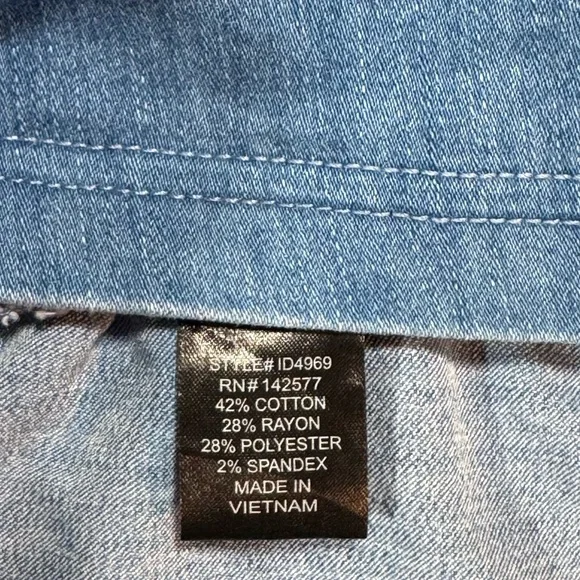 STYLE# ID4969
RN# 142577
42% COTTON
28% RAYON
28% POLYESTER
2% SPANDEX
MADE IN
VIETNAM